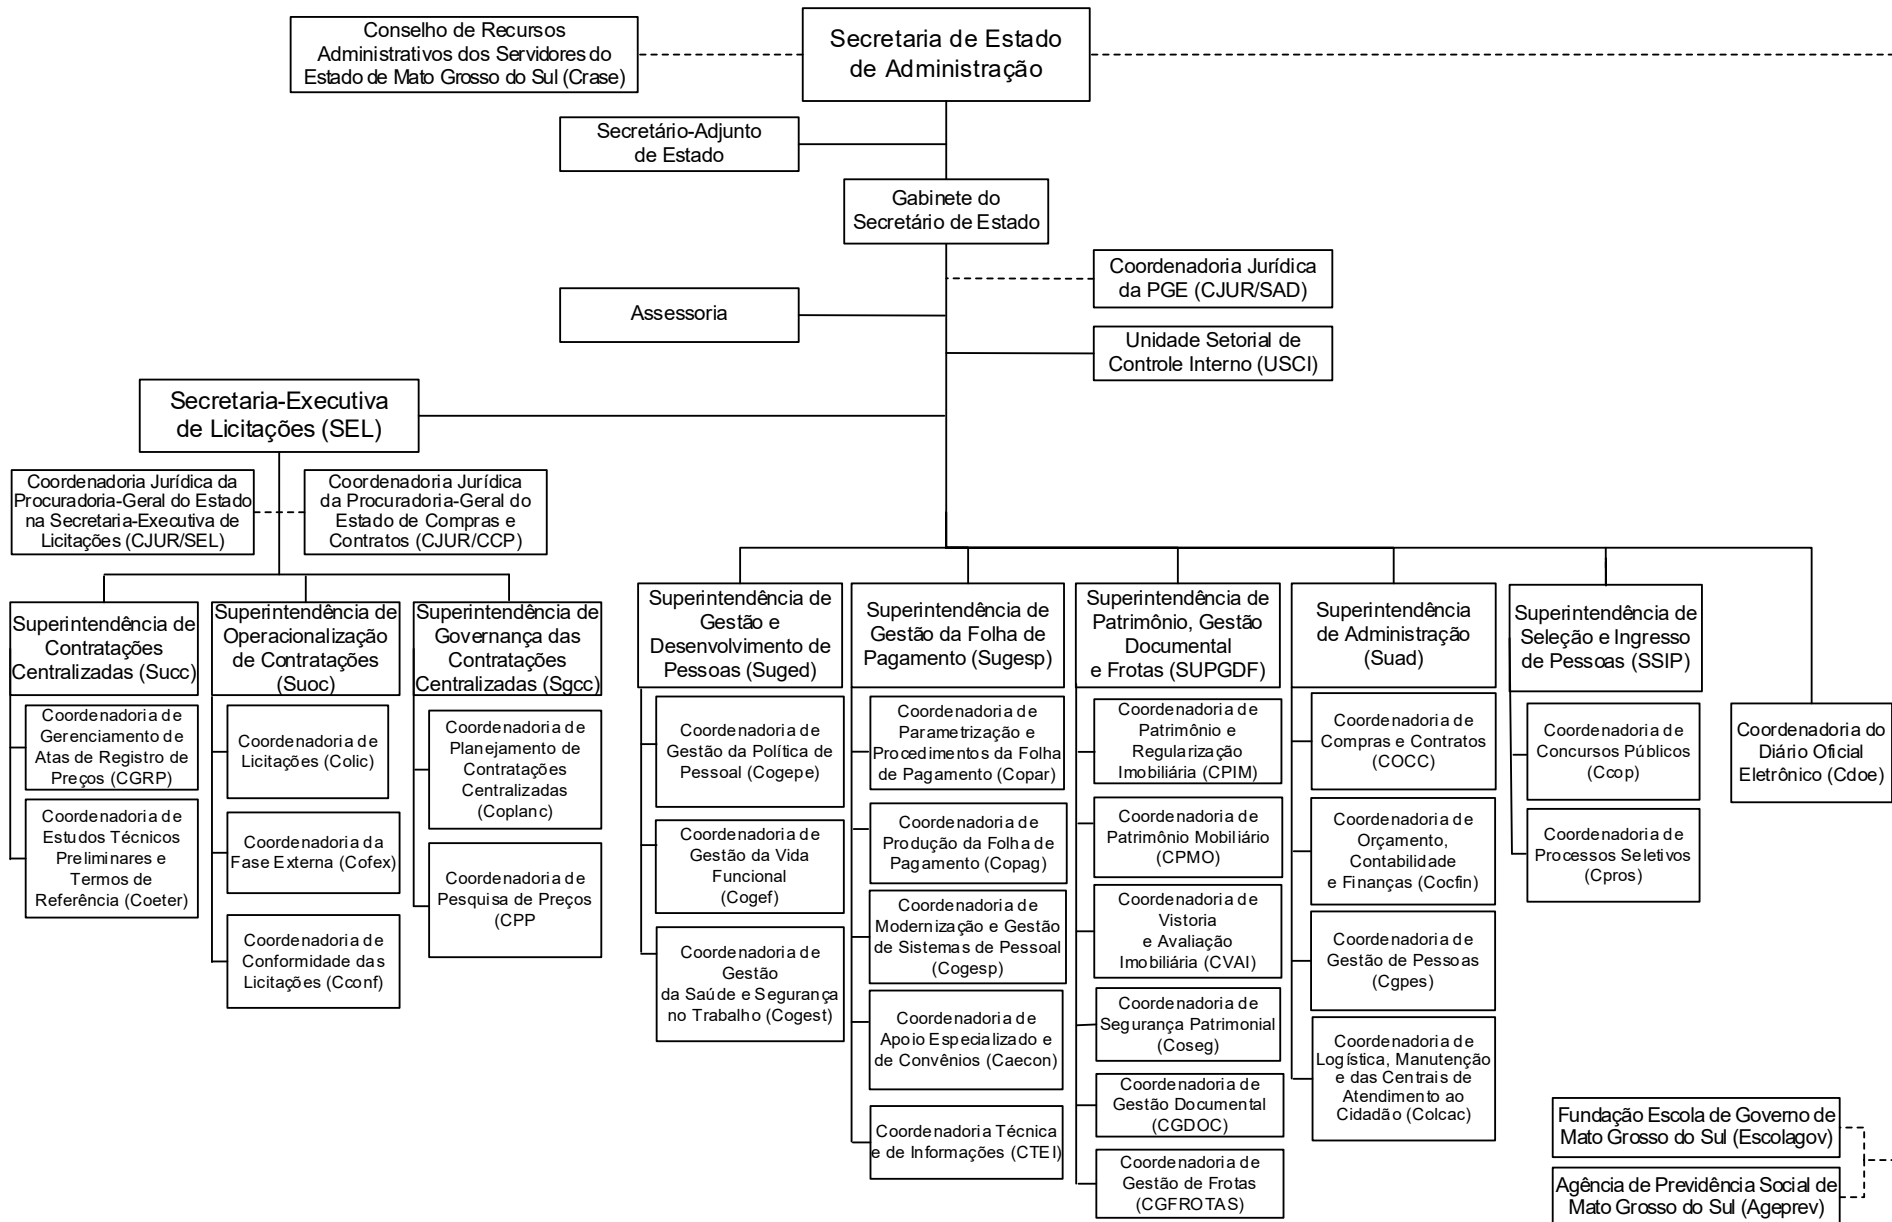 Conselho de Recursos
Administrativos dos Servidores do
Estado de Mato Grosso do Sul (Crase)
Secretaria de Estado
de Administração
Secretário-Adjunto
de Estado
Gabinete do
Secretário de Estado
Coordenadoria Jurídica
da PGE (CJUR/SAD)
Assessoria
Unidade Setorial de
Controle Interno (USCI)
Secretaria-Executiva
de Licitações (SEL)
Coordenadoria Jurídica da
Procuradoria-Geral do Estado
na Secretaria-Executiva de
Licitações (CJUR/SEL)
Coordenadoria Jurídica
da Procuradoria-Geral do
Estado de Compras e
Contratos (CJUR/CCP)
Superintendência de
Contratações
Centralizadas (Succ)
Coordenadoria de
Gerenciamento de
Atas de Registro de
Preços (CGRP)
Coordenadoria de
Estudos Técnicos
Preliminares e
Termos de
Referência (Coeter)
Superintendência de
Operacionalização
de Contratações
(Suoc)
Coordenadoria de
Licitações (Colic)
Coordenadoria da
Fase Externa (Cofex)
Coordenadoria de
Conformidade das
Licitações (Cconf)
Superintendência de
Governança das
Contratações
Centralizadas (Sgcc)
Coordenadoria de
Planejamento de
Contratações
Centralizadas
(Coplanc)
Coordenadoria de
Pesquisa de Preços
(CPP
Superintendência de
Gestão e
Desenvolvimento de
Pessoas (Suged)
Coordenadoria de
Gestão da Política de
Pessoal (Cogepe)
Coordenadoria de
Gestão da Vida
Funcional
(Cogef)
Coordenadoria de
Gestão
da Saúde e Segurança
no Trabalho (Cogest)
Superintendência de
Gestão da Folha de
Pagamento (Sugesp)
Coordenadoria de
Parametrização e
Procedimentos da Folha
de Pagamento (Copar)
Coordenadoria de
Produção da Folha de
Pagamento (Copag)
Coordenadoria de
Modernização e Gestão
de Sistemas de Pessoal
(Cogesp)
Coordenadoria de
Apoio Especializado e
de Convênios (Caecon)
Coordenadoria Técnica
e de Informações (CTEI)
Superintendência de
Patrimônio, Gestão
Documental
e Frotas (SUPGDF)
Coordenadoria de
Patrimônio e
Regularização
Imobiliária (CPIM)
Coordenadoria de
Patrimônio Mobiliário
(CPMO)
Coordenadoria de
Vistoria
e Avaliação
Imobiliária (CVAI)
Coordenadoria de
Segurança Patrimonial
(Coseg)
Coordenadoria de
Gestão Documental
(CGDOC)
Coordenadoria de
Gestão de Frotas
(CGFROTAS)
Superintendência
de Administração
(Suad)
Coordenadoria de
Compras e Contratos
(COCC)
Coordenadoria de
Orçamento,
Contabilidade
e Finanças (Cocfin)
Coordenadoria de
Gestão de Pessoas
(Cgpes)
Coordenadoria de
Logística, Manutenção
e das Centrais de
Atendimento ao
Cidadão (Colcac)
Superintendência de
Seleção e Ingresso
de Pessoas (SSIP)
Coordenadoria de
Concursos Públicos
(Ccop)
Coordenadoria de
Processos Seletivos
(Cpros)
Coordenadoria do
Diário Oficial
Eletrônico (Cdoe)
Fundação Escola de Governo de
Mato Grosso do Sul (Escolagov)
Agência de Previdência Social de
Mato Grosso do Sul (Ageprev)